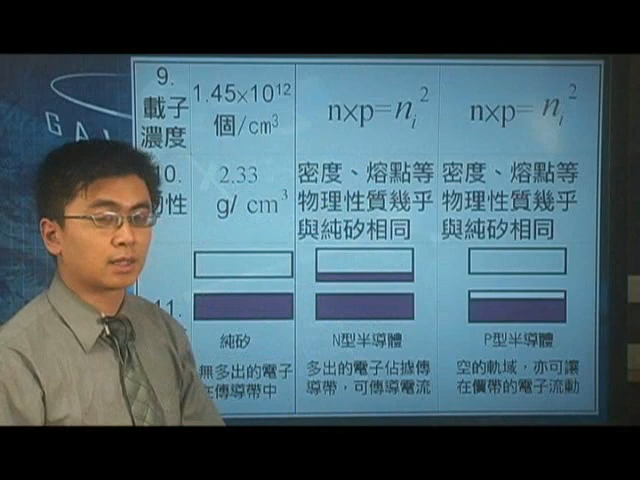 GAL
9.
載子
濃度
1.45×10¹²
個/cm³
n×p=nᵢ²
n×p=nᵢ²
10.
物性
2.33
g/ cm³
密度、熔點等
物理性質幾乎
與純矽相同
密度、熔點等
物理性質幾乎
與純矽相同
11.
純矽
N型半導體
P型半導體
無多出的電子
在傳導帶中
多出的電子佔據傳
導帶，可傳導電流
空的軌域，亦可讓
在價帶的電子流動